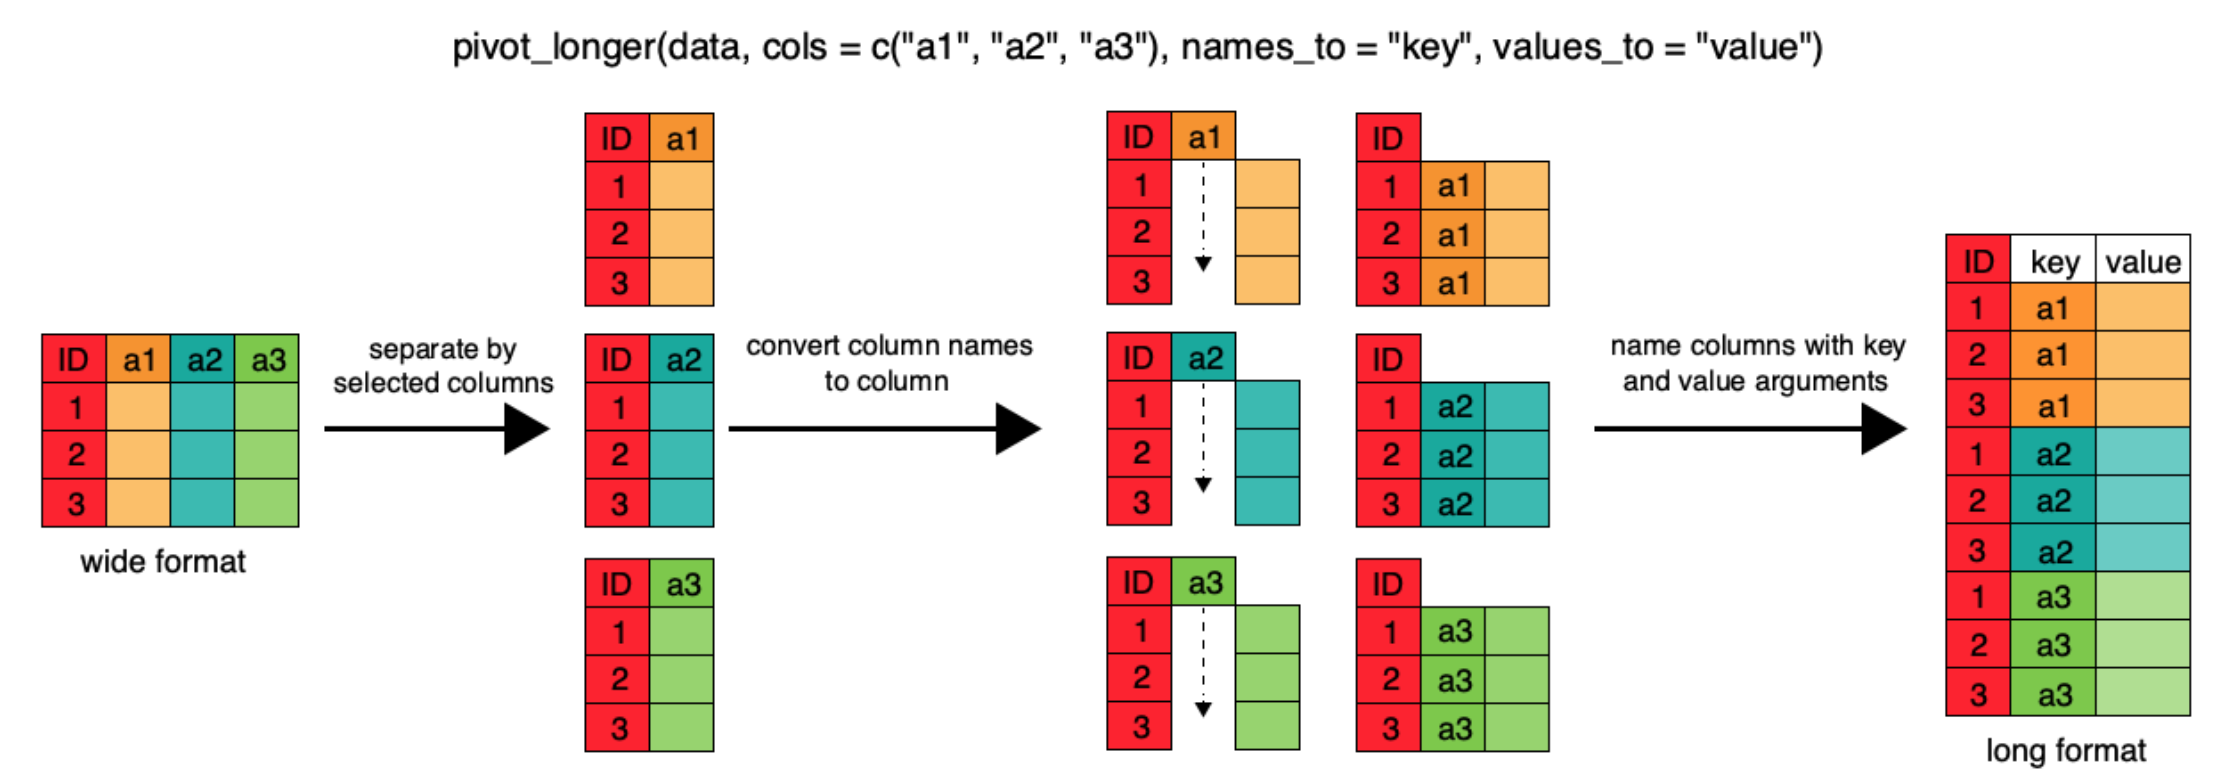 pivot_longer(data, cols = c("a1", "a2", "a3"), names_to = "key", values_to = "value")
ID a1 a2 a3
1
2
3
wide format
separate by
selected columns
ID a1
1
2
3
ID a2
1
2
3
ID a3
1
2
3
convert column names
to column
ID a1
1
2
3
ID a2
1
2
3
ID a3
1
2
3
ID
1 a1
2 a1
3 a1
ID
1 a2
2 a2
3 a2
ID
1 a3
2 a3
3 a3
name columns with key
and value arguments
ID key value
1 a1
2 a1
3 a1
1 a2
2 a2
3 a2
1 a3
2 a3
3 a3
long format